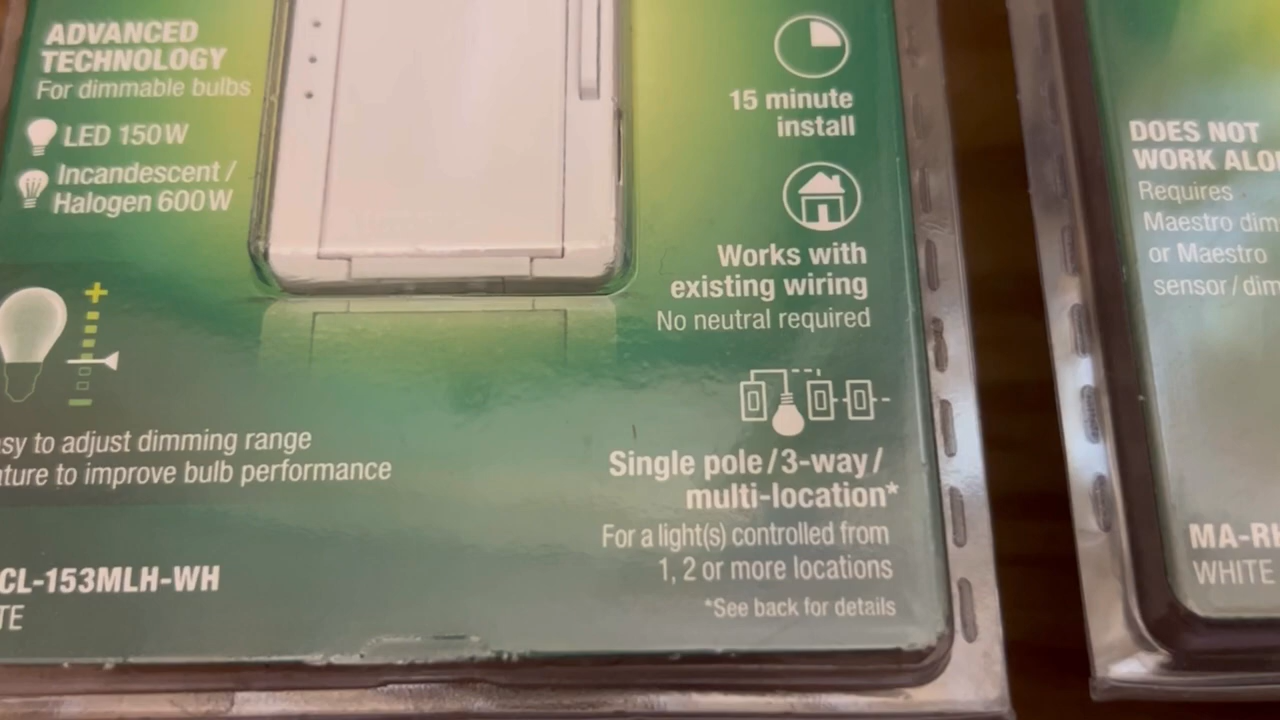 ADVANCED
TECHNOLOGY
For dimmable bulbs
LED 150W
Incandescent /
Halogen 600W
15 minute
install
Works with
existing wiring
No neutral required
sy to adjust dimming range
ature to improve bulb performance
Single pole/3-way/
multi-location*
For a light(s) controlled from
1, 2 or more locations
*See back for details
CL-153MLH-WH
TE
DOES NOT
WORK ALO
Requires
Maestro dim
or Maestro
sensor/dim
MA-R
WHITE